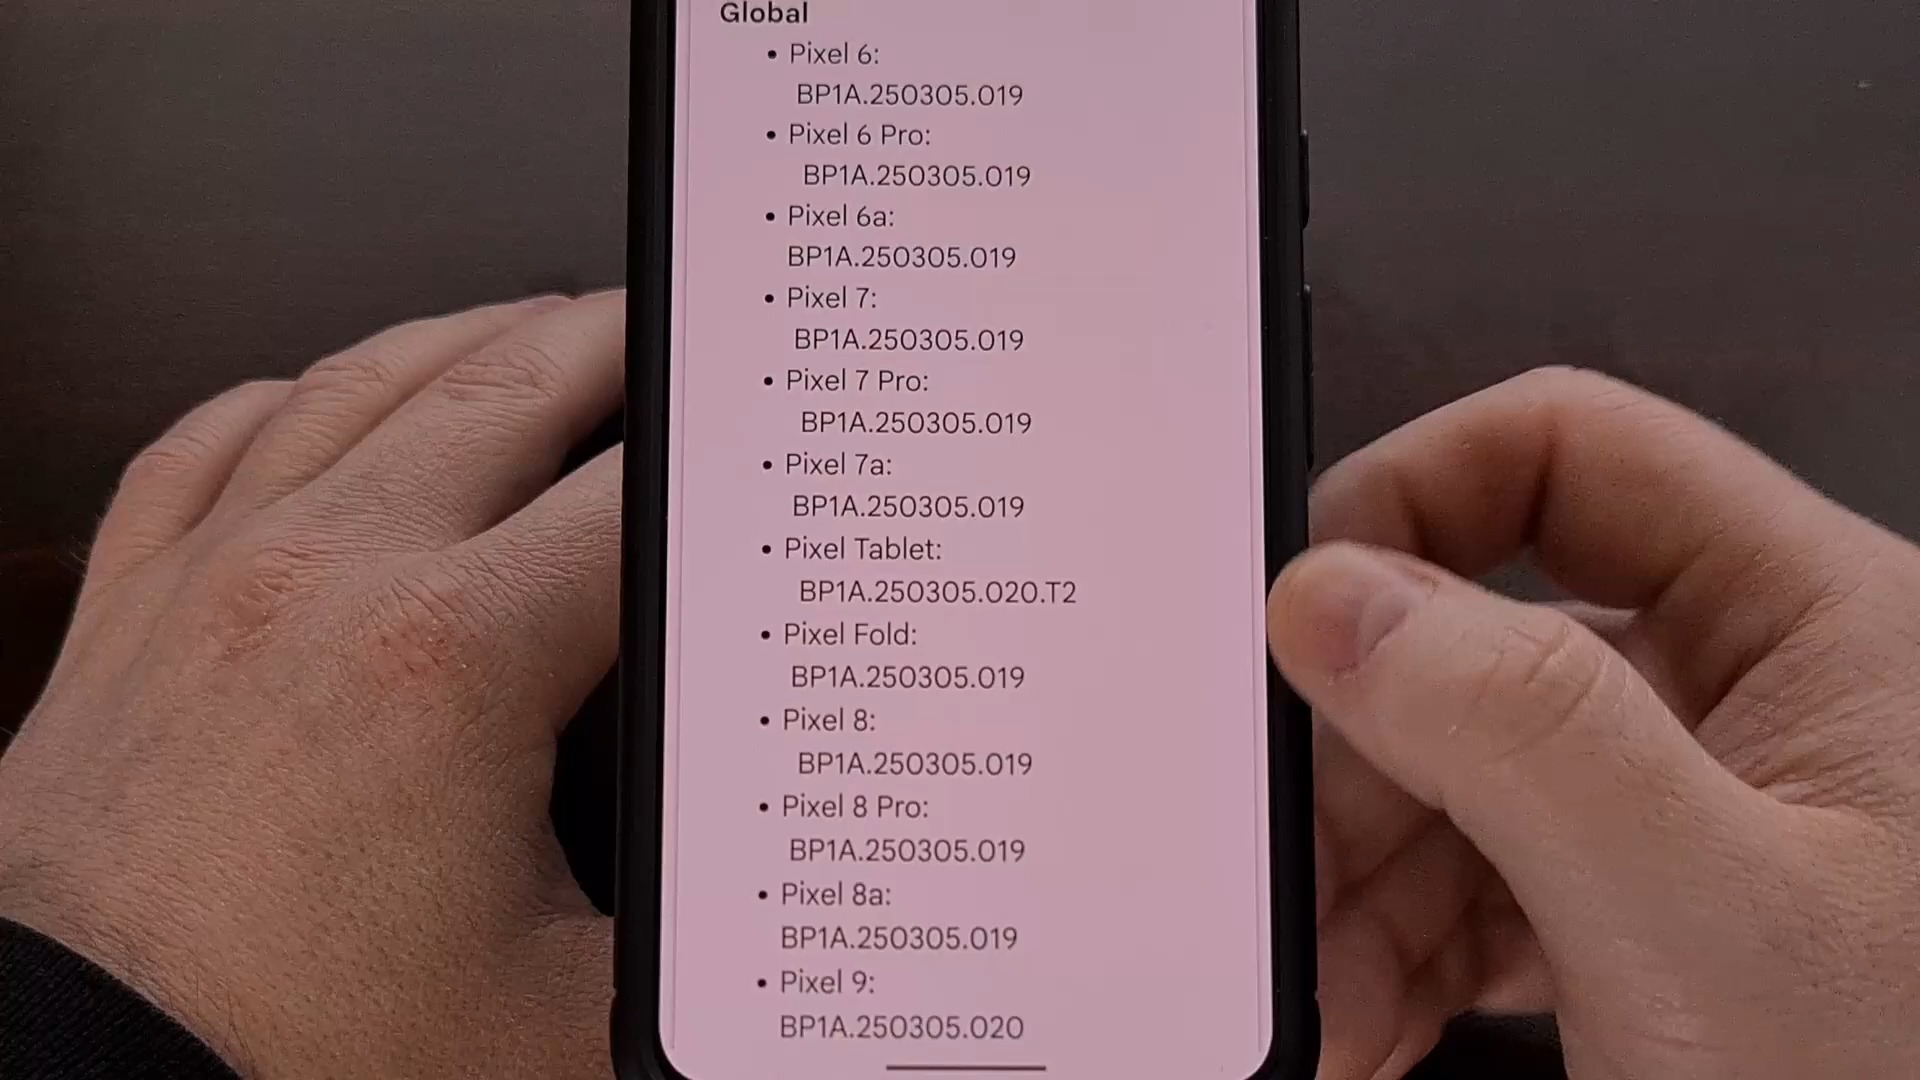 Global
• Pixel 6:
BP1A.250305.019
• Pixel 6 Pro:
BP1A.250305.019
• Pixel 6a:
BP1A.250305.019
• Pixel 7:
BP1A.250305.019
• Pixel 7 Pro:
BP1A.250305.019
• Pixel 7a:
BP1A.250305.019
• Pixel Tablet:
BP1A.250305.020.T2
• Pixel Fold:
BP1A.250305.019
• Pixel 8:
BP1A.250305.019
• Pixel 8 Pro:
BP1A.250305.019
• Pixel 8a:
BP1A.250305.019
• Pixel 9:
BP1A.250305.020